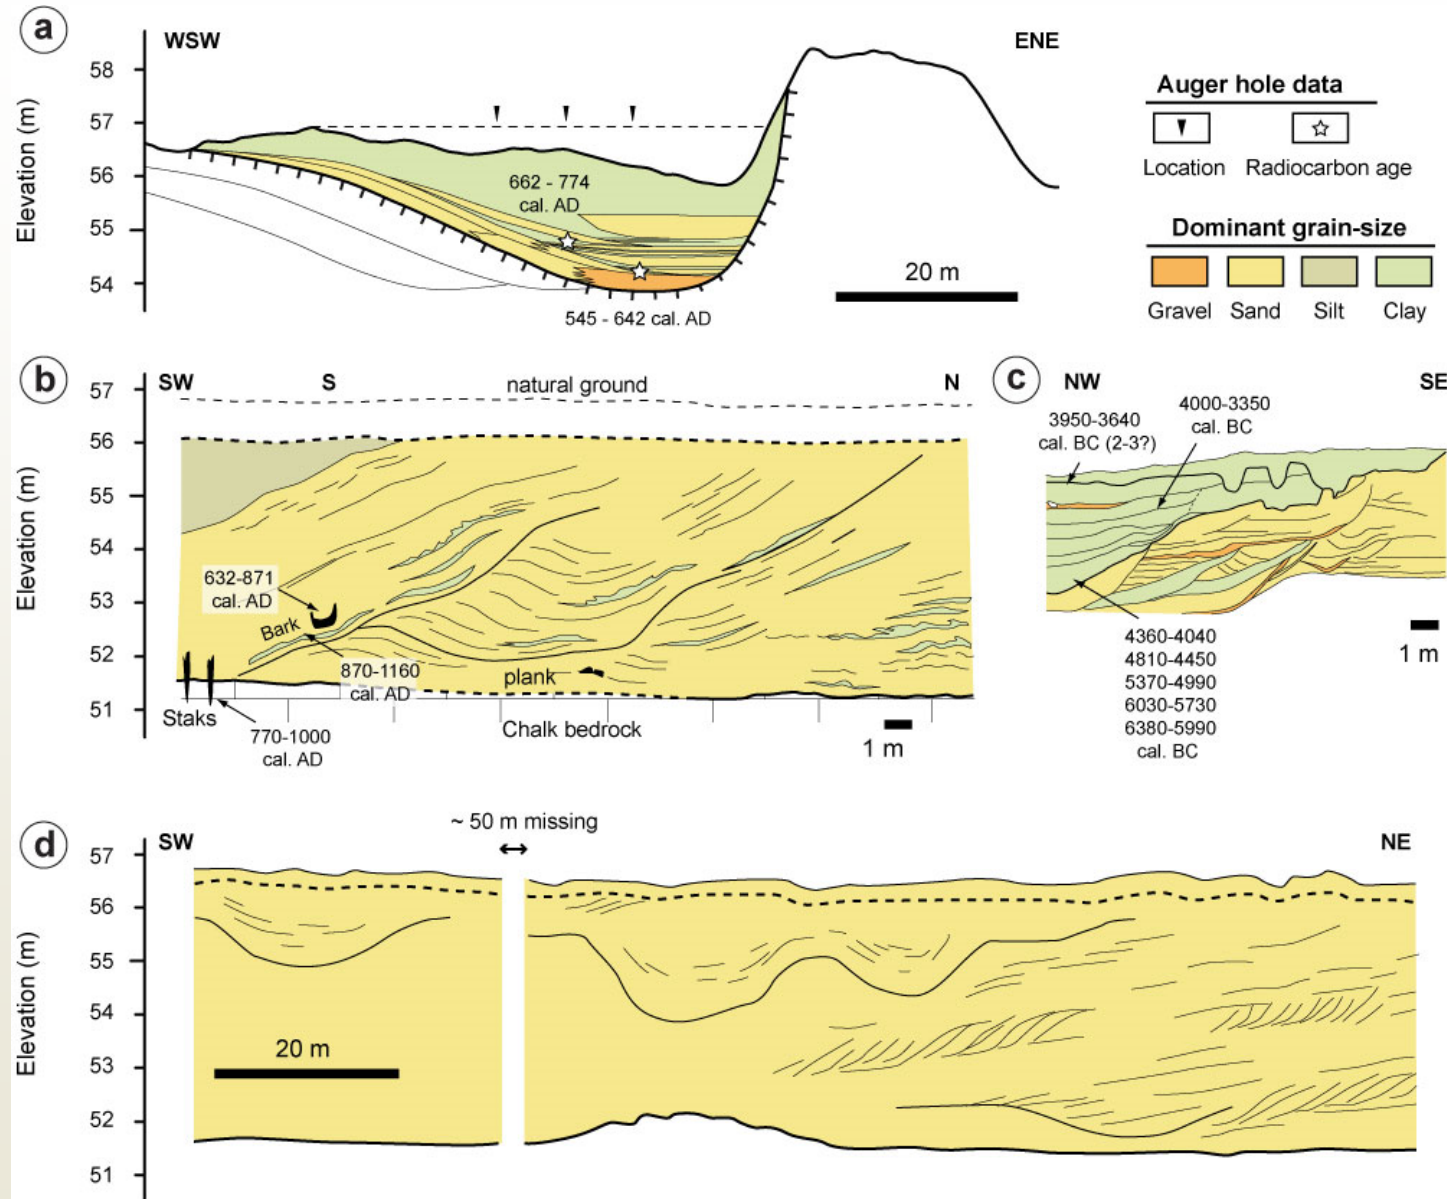 a
WSW
ENE
Elevation (m)
58
57
56
55
54
662 - 774
cal. AD
545 - 642 cal. AD
20 m
Auger hole data
Location
Radiocarbon age
Dominant grain-size
Gravel
Sand
Silt
Clay
b
SW
S
natural ground
N
Elevation (m)
57
56
55
54
53
52
51
632-871
cal. AD
Bark
870-1160
cal. AD
plank
Staks
770-1000
cal. AD
Chalk bedrock
1 m
c
NW
SE
3950-3640
cal. BC (2-3?)
4000-3350
cal. BC
4360-4040
4810-4450
5370-4990
6030-5730
6380-5990
cal. BC
1 m
d
SW
~ 50 m missing
NE
Elevation (m)
57
56
55
54
53
52
51
20 m